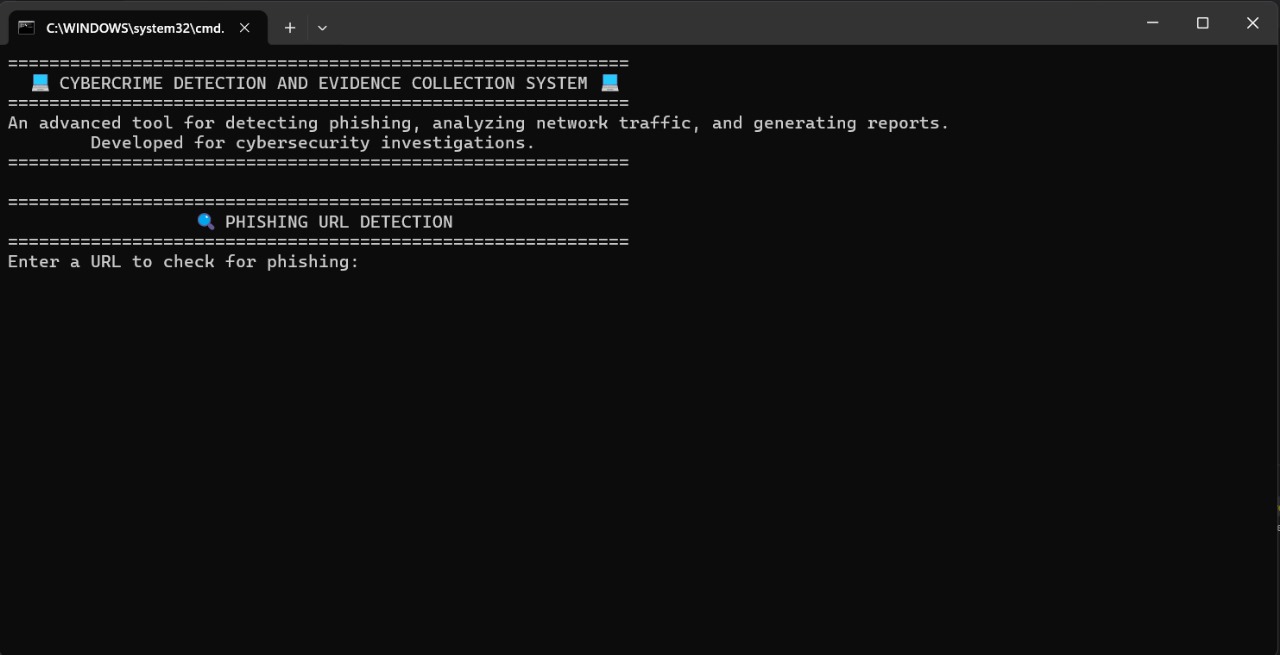 C:\WINDOWS\system32\cmd.
============================================================
💻 CYBERCRIME DETECTION AND EVIDENCE COLLECTION SYSTEM 💻
============================================================
An advanced tool for detecting phishing, analyzing network traffic, and generating reports.
Developed for cybersecurity investigations.
============================================================
============================================================
🔍 PHISHING URL DETECTION
============================================================
Enter a URL to check for phishing: